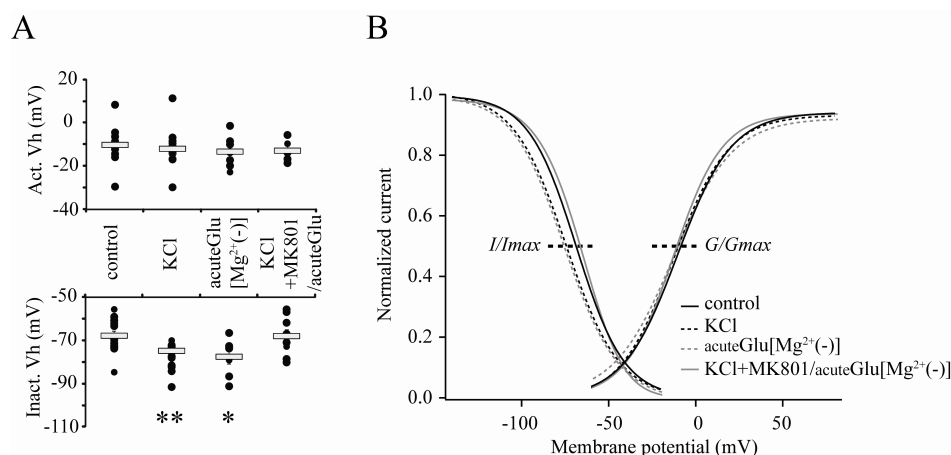 A
B
Act. Vh (mV)
20
0
-20
-40
control
KCl
acuteGlu
[Mg²⁺(-)]
KCl
+MK801
/acuteGlu
Inact. Vh (mV)
-50
-70
-90
-110
**
*
Normalized current
1.0
0.8
0.6
0.4
0.2
0.0
I/Imax
G/Gmax
control
KCl
acuteGlu[Mg²⁺(-)]
KCl+MK801/acuteGlu[Mg²⁺(-)]
-100
-50
0
50
Membrane potential (mV)